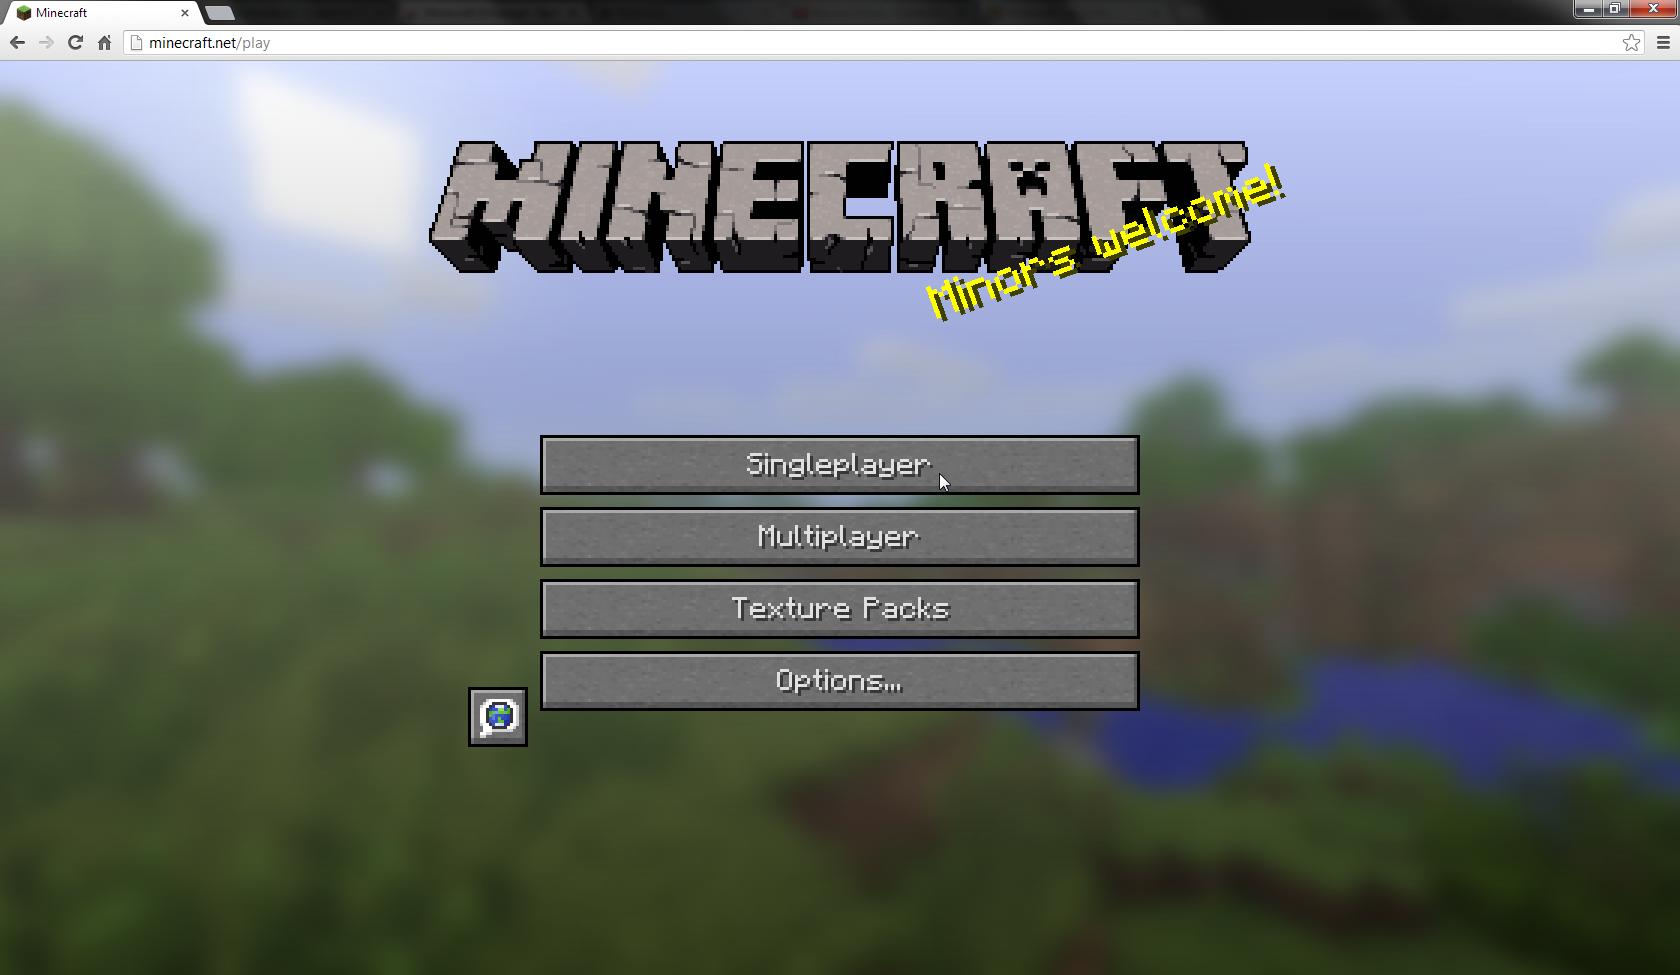 Minecraft
minecraft.net/play
MINECRAFT
Minors welcome!
Singleplayer
Multiplayer
Texture Packs
Options...